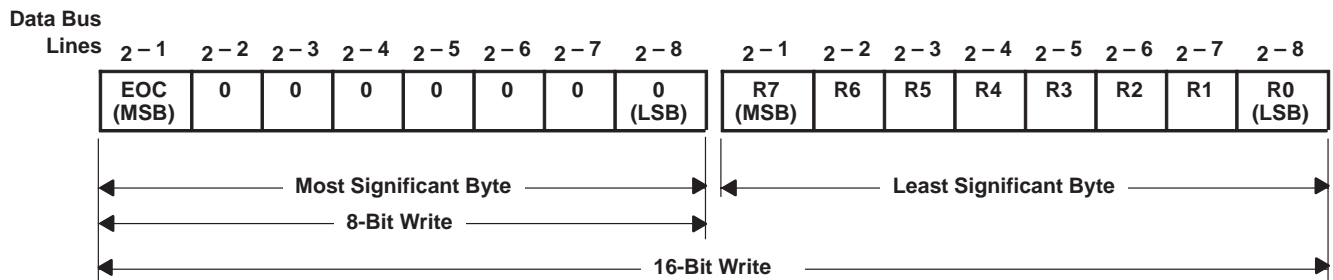 Data Bus
Lines 2 – 1 2 – 2 2 – 3 2 – 4 2 – 5 2 – 6 2 – 7 2 – 8 2 – 1 2 – 2 2 – 3 2 – 4 2 – 5 2 – 6 2 – 7 2 – 8
EOC 0 0 0 0 0 0 0 R7 R6 R5 R4 R3 R2 R1 R0
(MSB) (LSB) (MSB) (LSB)
Most Significant Byte Least Significant Byte
8-Bit Write
16-Bit Write